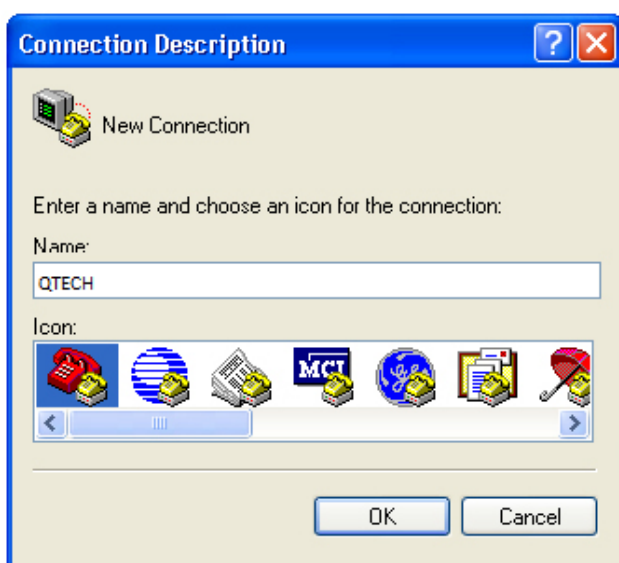 Connection Description
New Connection
Enter a name and choose an icon for the connection:
Name:
QTECH
Icon:
MCI
OK
Cancel